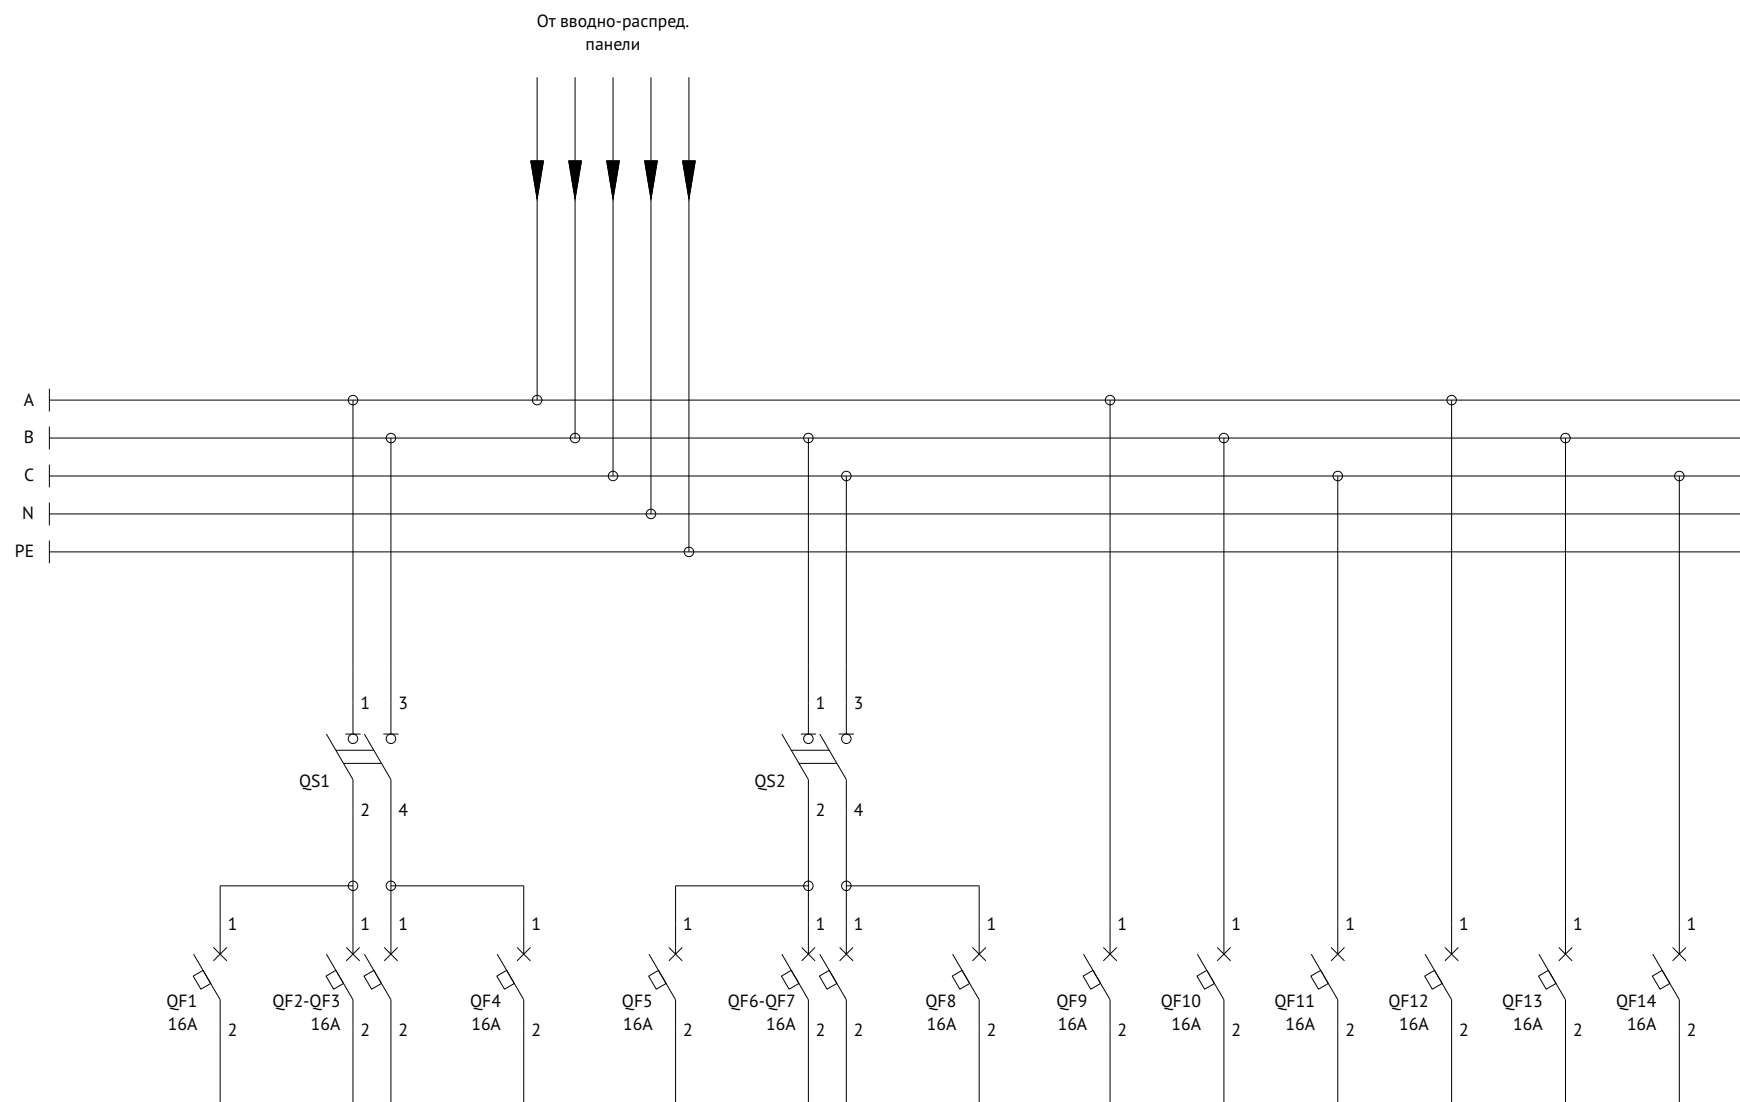 От вводно-распред.
панели
A
B
C
N
PE
1 3 1 3
QS1 QS2
2 4 2 4
1 1 1 1 1 1 1 1 1 1 1 1 1 1
QF1 QF2-QF3 QF4 QF5 QF6-QF7 QF8 QF9 QF10 QF11 QF12 QF13 QF14
16A 16A 16A 16A 16A 16A 16A 16A 16A 16A 16A 16A
2 2 2 2 2 2 2 2 2 2 2 2 2 2